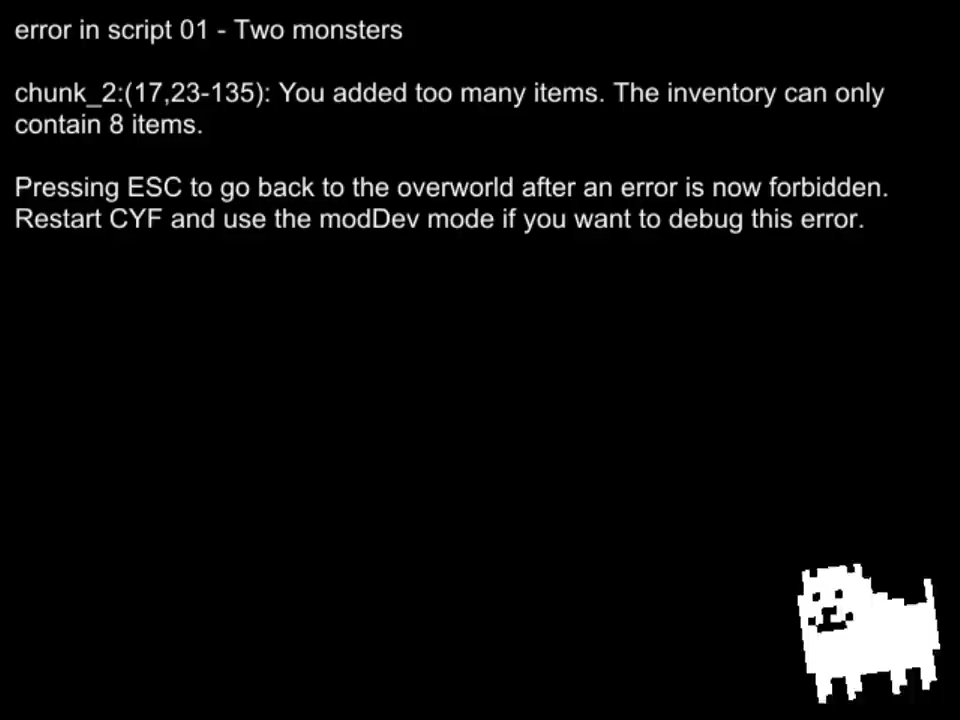 error in script 01 - Two monsters
chunk_2:(17,23-135): You added too many items. The inventory can only
contain 8 items.
Pressing ESC to go back to the overworld after an error is now forbidden.
Restart CYF and use the modDev mode if you want to debug this error.